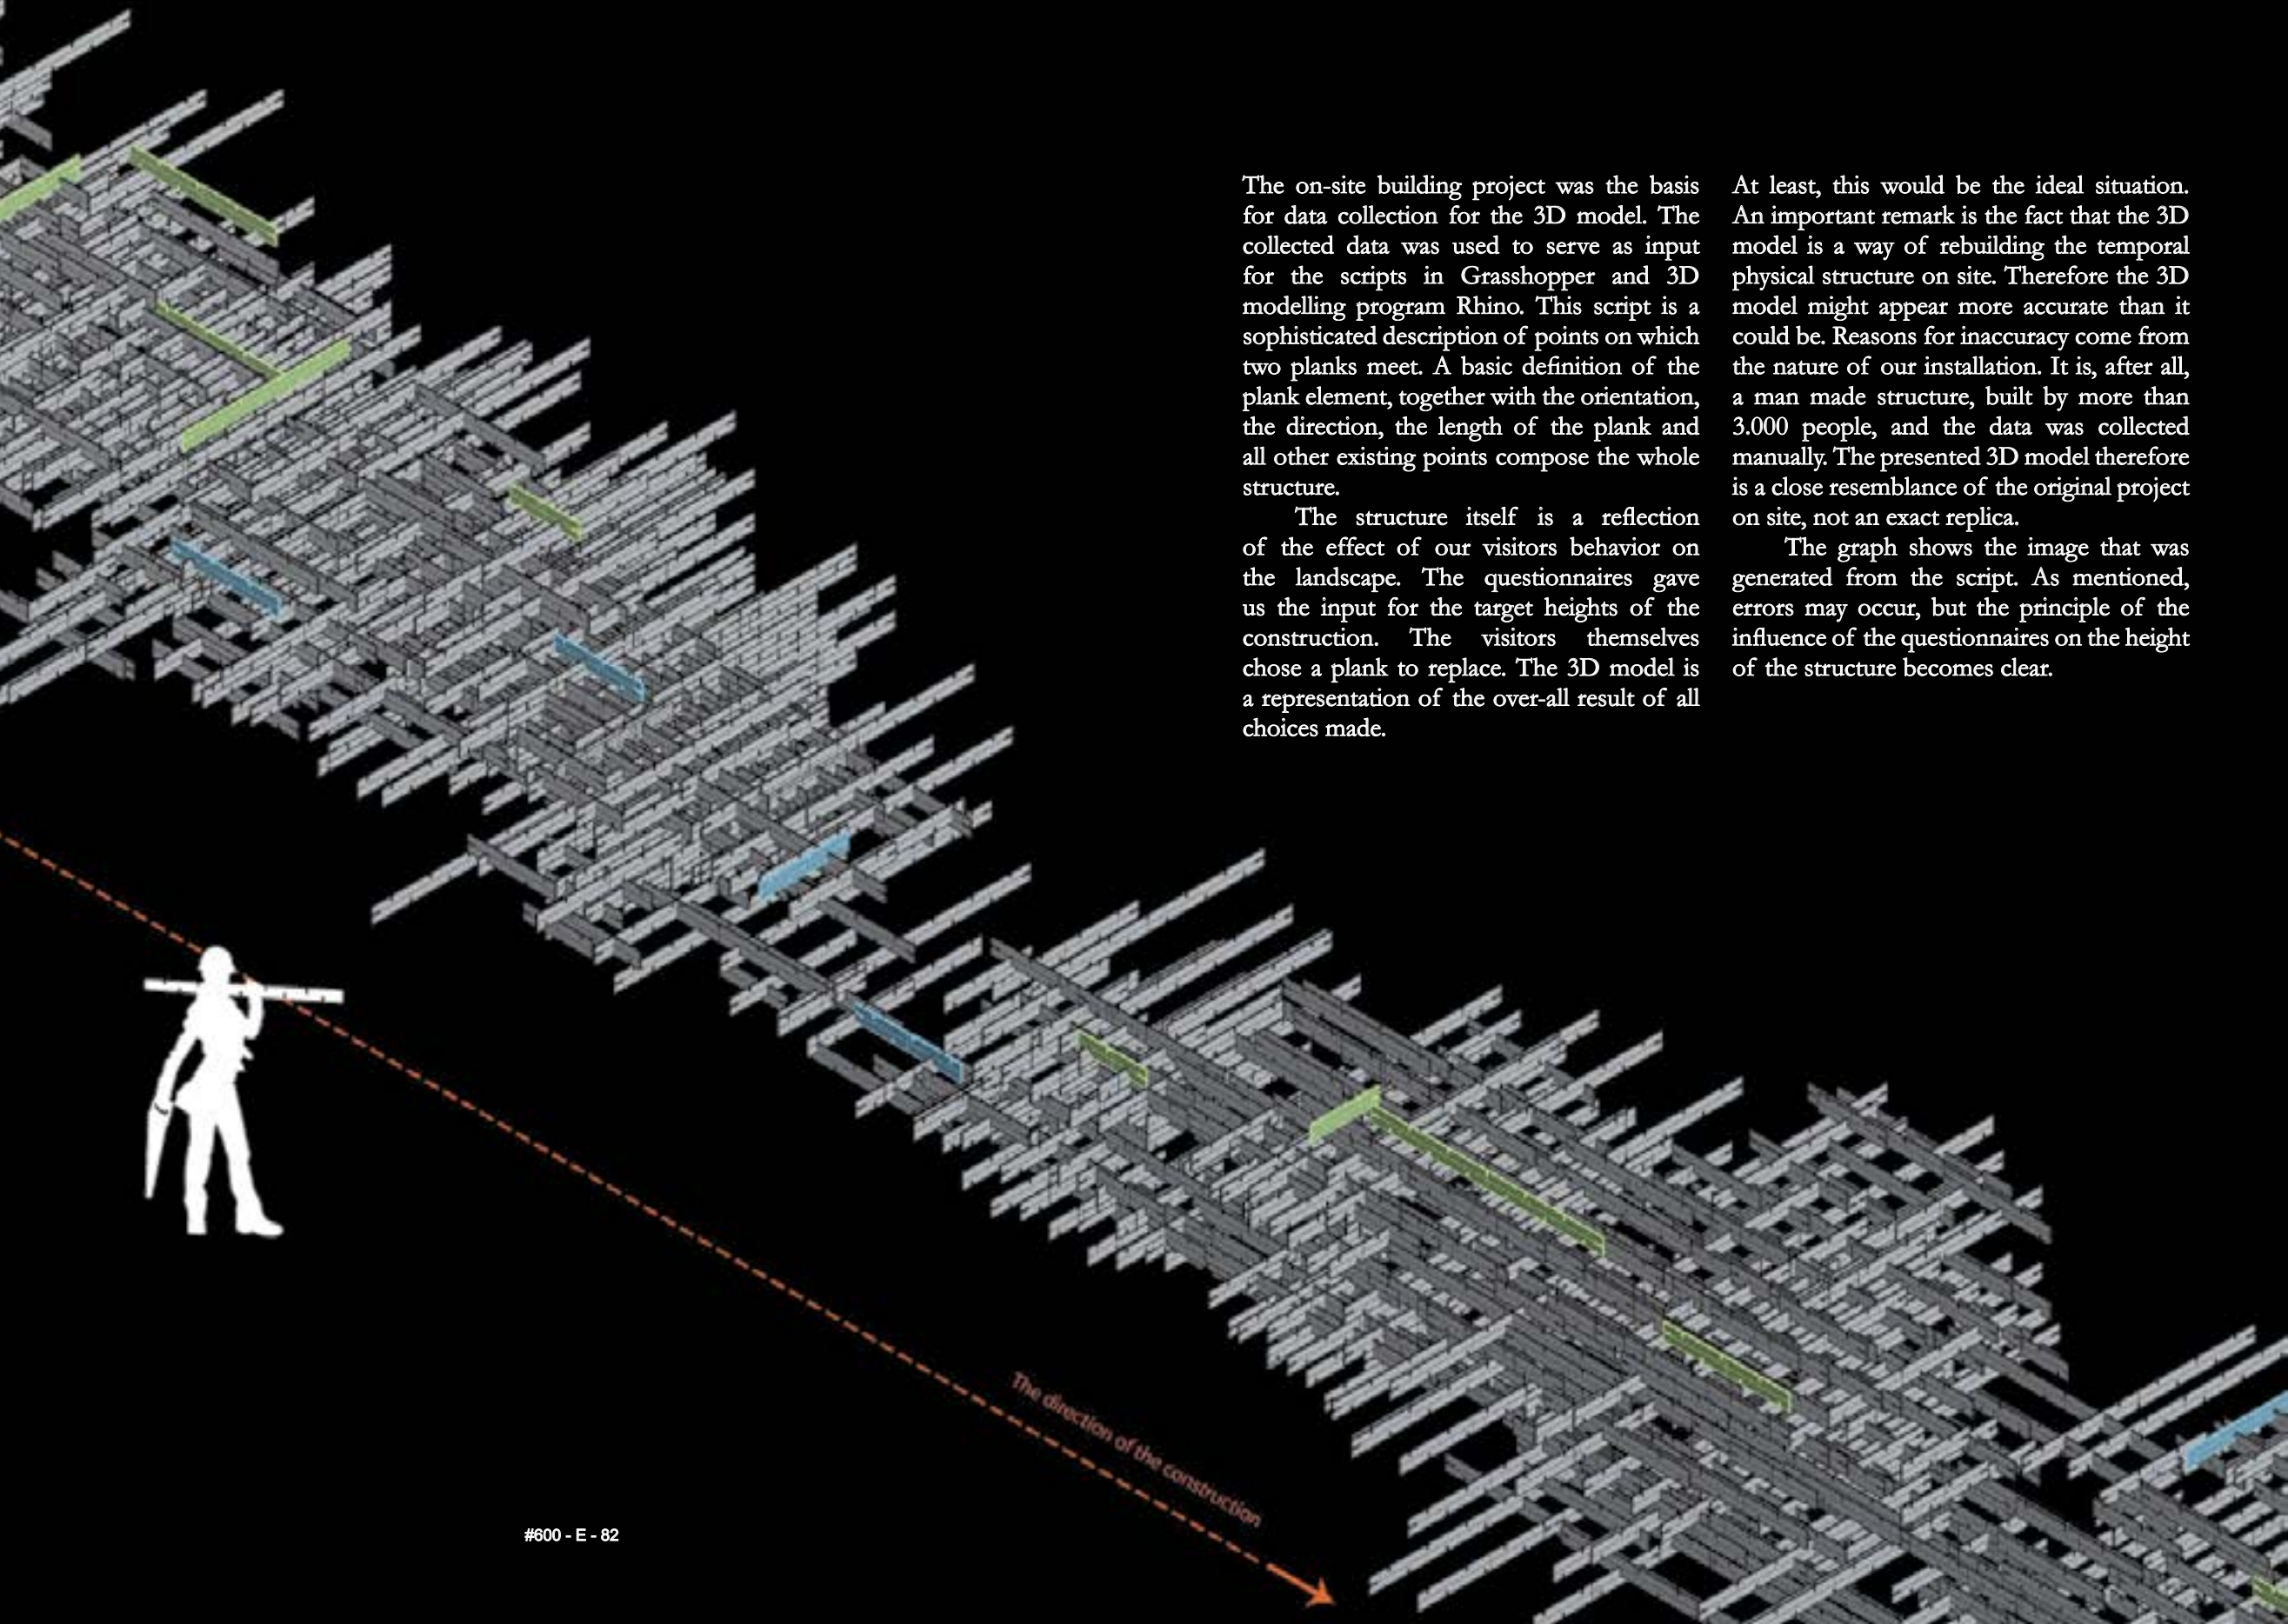 The on-site building project was the basis
for data collection for the 3D model. The
collected data was used to serve as input
for the scripts in Grasshopper and 3D
modelling program Rhino. This script is a
sophisticated description of points on which
two planks meet. A basic definition of the
plank element, together with the orientation,
the direction, the length of the plank and
all other existing points compose the whole
structure.
The structure itself is a reflection
of the effect of our visitors behavior on
the landscape. The questionnaires gave
us the input for the target heights of the
construction. The visitors themselves
chose a plank to replace. The 3D model is
a representation of the over-all result of all
choices made.
At least, this would be the ideal situation.
An important remark is the fact that the 3D
model is a way of rebuilding the temporal
physical structure on site. Therefore the 3D
model might appear more accurate than it
could be. Reasons for inaccuracy come from
the nature of our installation. It is, after all,
a man made structure, built by more than
3.000 people, and the data was collected
manually. The presented 3D model therefore
is a close resemblance of the original project
on site, not an exact replica.
The graph shows the image that was
generated from the script. As mentioned,
errors may occur, but the principle of the
influence of the questionnaires on the height
of the structure becomes clear.
The direction of the construction
#600 - E - 82